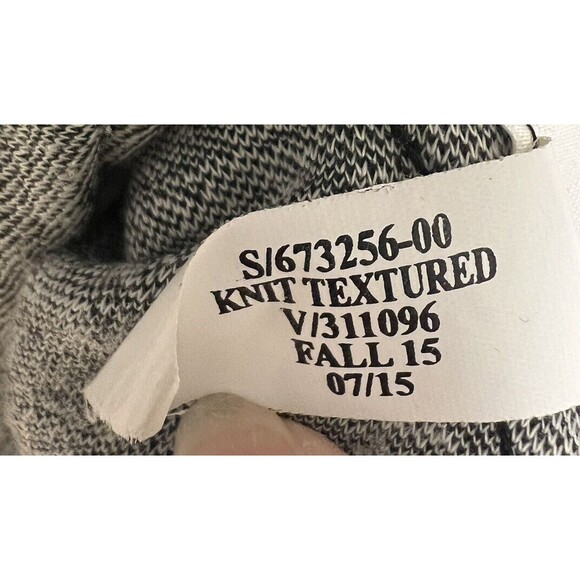 S/673256-00
KNIT TEXTURED
V/311096
FALL 15
07/15